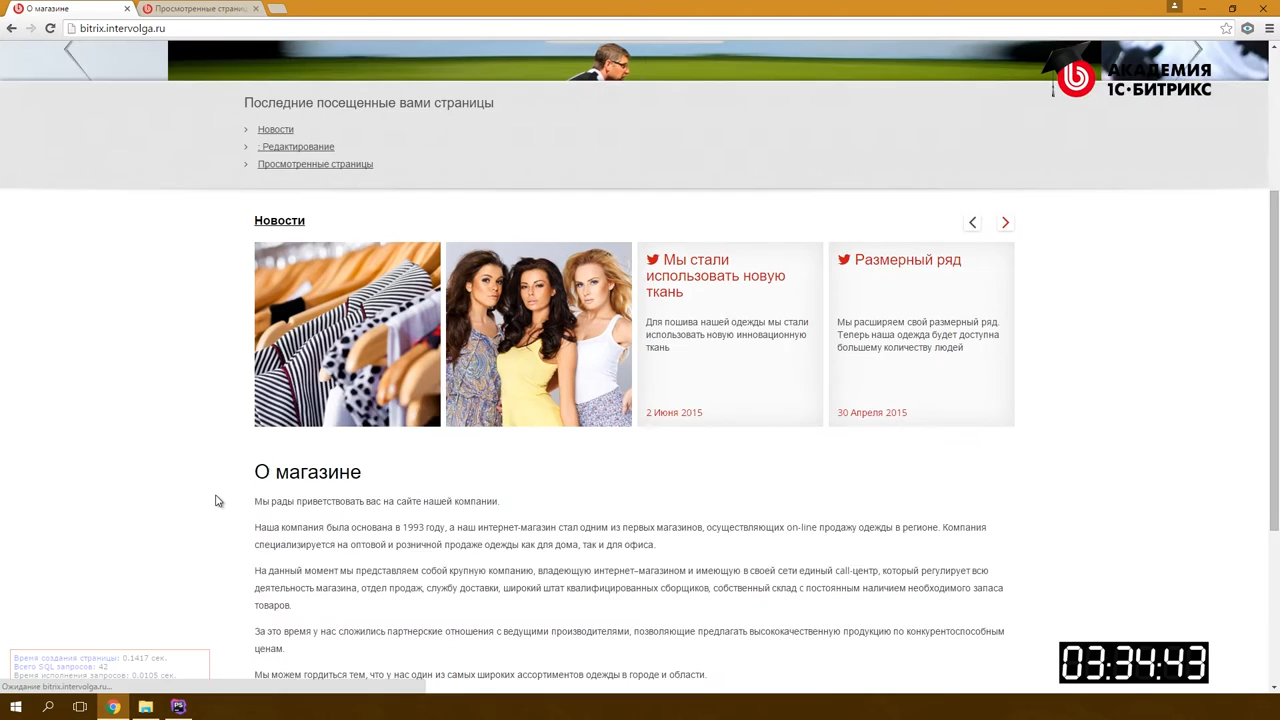 О магазине
Просмотренные страниц
bitrix.intervolga.ru
АКАДЕМИЯ
1С·БИТРИКС
Последние посещенные вами страницы
Новости
: Редактирование
Просмотренные страницы
Новости
Мы стали
использовать новую
ткань
Для пошива нашей одежды мы стали
использовать новую инновационную
ткань
2 Июня 2015
Размерный ряд
Мы расширяем свой размерный ряд.
Теперь наша одежда будет доступна
большему количеству людей
30 Апреля 2015
О магазине
Мы рады приветствовать вас на сайте нашей компании.
Наша компания была основана в 1993 году, а наш интернет-магазин стал одним из первых магазинов, осуществляющих on-line продажу одежды в регионе. Компания
специализируется на оптовой и розничной продаже одежды как для дома, так и для офиса.
На данный момент мы представляем собой крупную компанию, владеющую интернет–магазином и имеющую в своей сети единый call-центр, который регулирует всю
деятельность магазина, отдел продаж, службу доставки, широкий штат квалифицированных сборщиков, собственный склад с постоянным наличием необходимого запаса
товаров.
За это время у нас сложились партнерские отношения с ведущими производителями, позволяющие предлагать высококачественную продукцию по конкурентоспособным
ценам.
Мы можем гордиться тем, что у нас один из самых широких ассортиментов одежды в городе и области.
Время создания страницы: 0.1417 сек.
Всего SQL запросов: 42
Время исполнения запросов: 0.0105 сек.
Ожидание bitrix.intervolga.ru...
03:34:43
PS